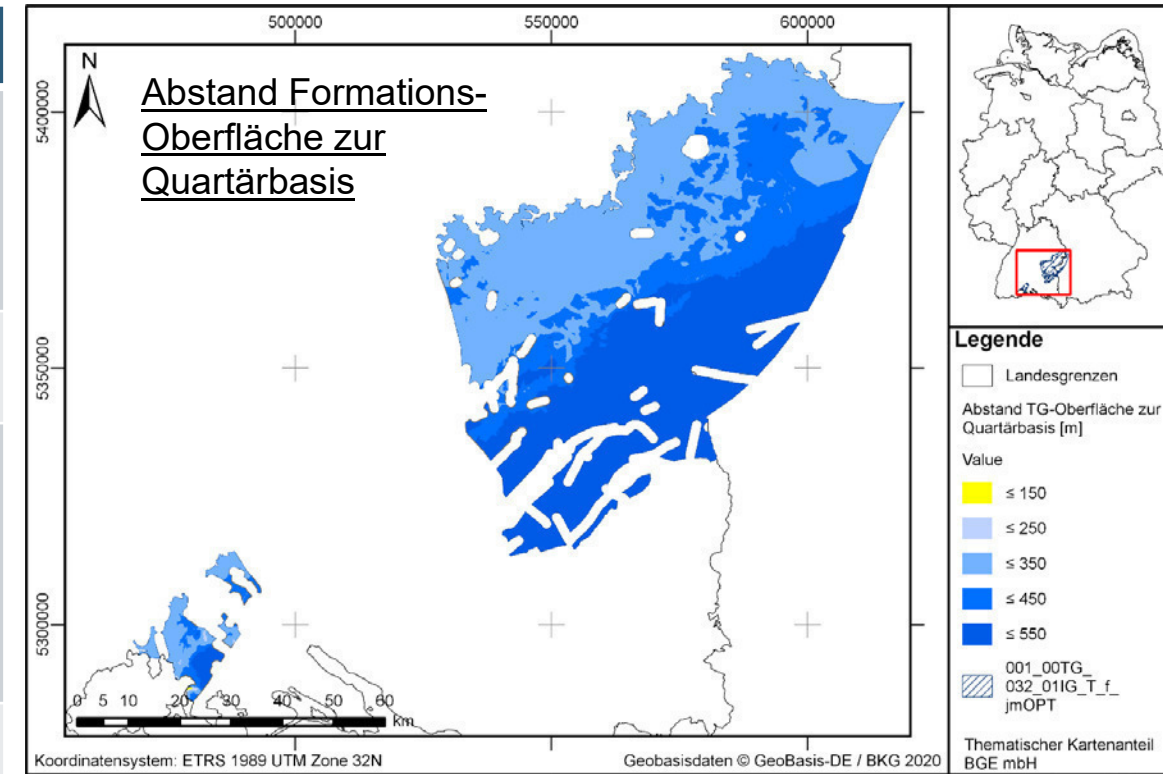 500000
550000
600000
N
Abstand Formations-
Oberfläche zur
Quartärbasis
5400000
5350000
5300000
0 5 10 20 30 40 50 60
km
Koordinatensystem: ETRS 1989 UTM Zone 32N
Geobasisdaten © GeoBasis-DE / BKG 2020
Legende
Landesgrenzen
Abstand TG-Oberfläche zur
Quartärbasis [m]
Value
≤ 150
≤ 250
≤ 350
≤ 450
≤ 550
001_00TG_
032_01IG_T_f_
jmOPT
Thematischer Kartenanteil
BGE mbH